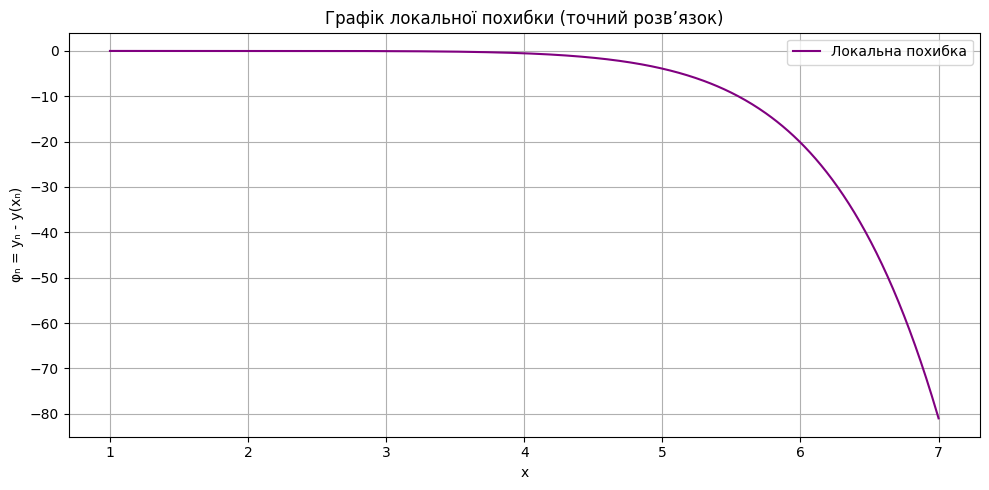 Графік локальної похибки (точний розв’язок)
Локальна похибка
φₙ = yₙ - y(xₙ)
0
−10
−20
−30
−40
−50
−60
−70
−80
1 2 3 4 5 6 7
x